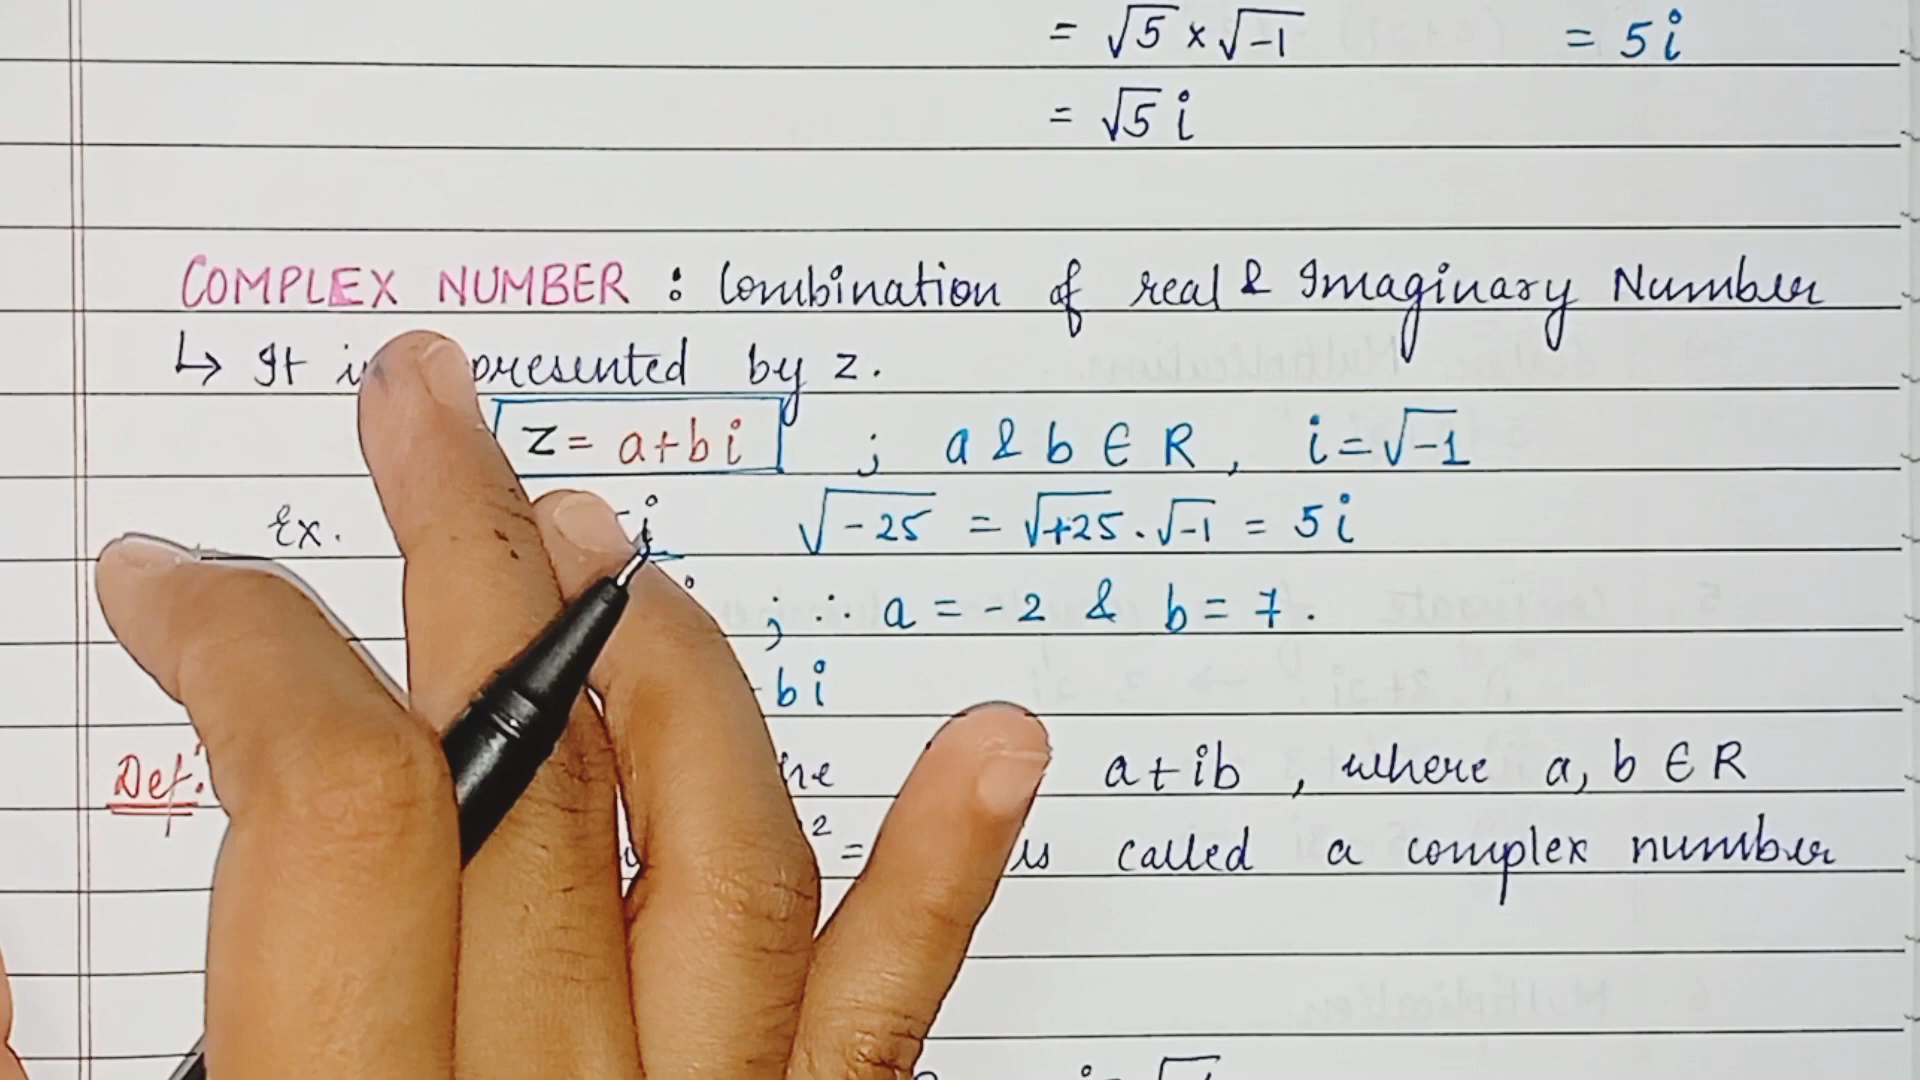 = √5 × √-1 = 5i
= √5 i
COMPLEX NUMBER : Combination of real & Imaginary Number
↳ It by z.
z = a+bi ; a & b ∈ R, i = √-1
Ex. i √-25 = √+25 . √-1 = 5i
; ∴ a = -2 & b = 7.
bi
Def: a+ib , where a, b ∈ R
² = is called a complex number